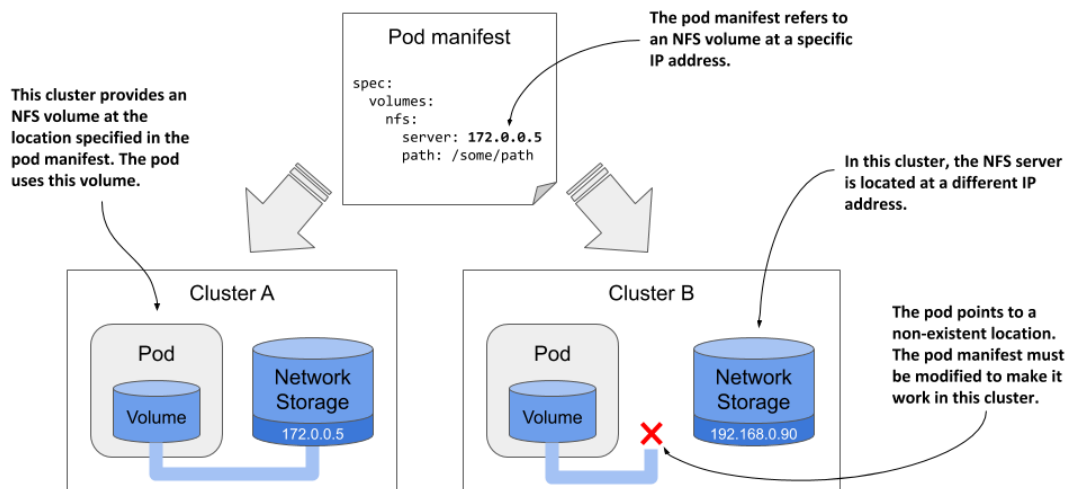 Pod manifest
spec:
  volumes:
    nfs:
      server: 172.0.0.5
      path: /some/path
The pod manifest refers to
an NFS volume at a specific
IP address.
This cluster provides an
NFS volume at the
location specified in the
pod manifest. The pod
uses this volume.
In this cluster, the NFS server
is located at a different IP
address.
Cluster A
Pod
Volume
Network
Storage
172.0.0.5
Cluster B
Pod
Volume
Network
Storage
192.168.0.90
The pod points to a
non-existent location.
The pod manifest must
be modified to make it
work in this cluster.